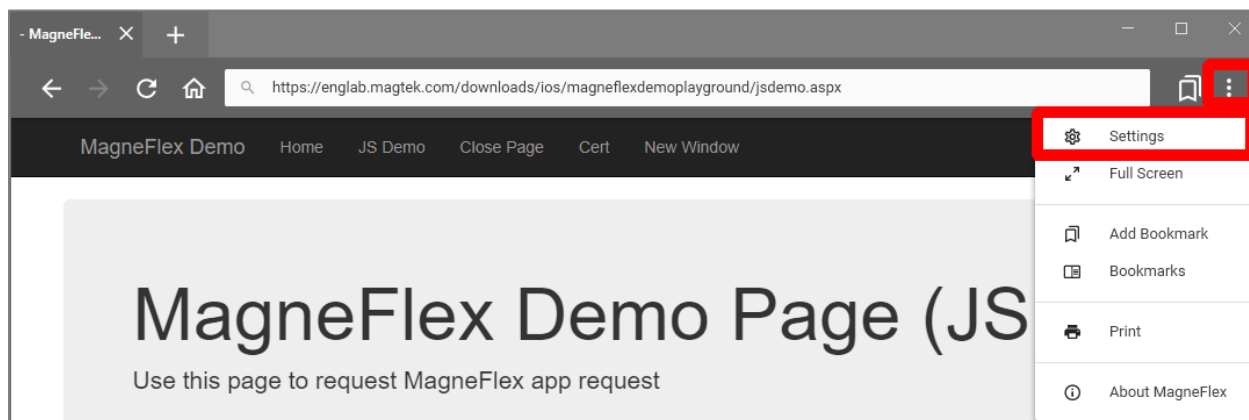 - MagneFle...
https://englab.magtek.com/downloads/ios/magneflexdemoplayground/jsdemo.aspx
MagneFlex Demo Home JS Demo Close Page Cert New Window
Settings
Full Screen
Add Bookmark
Bookmarks
Print
About MagneFlex
MagneFlex Demo Page (JS
Use this page to request MagneFlex app request